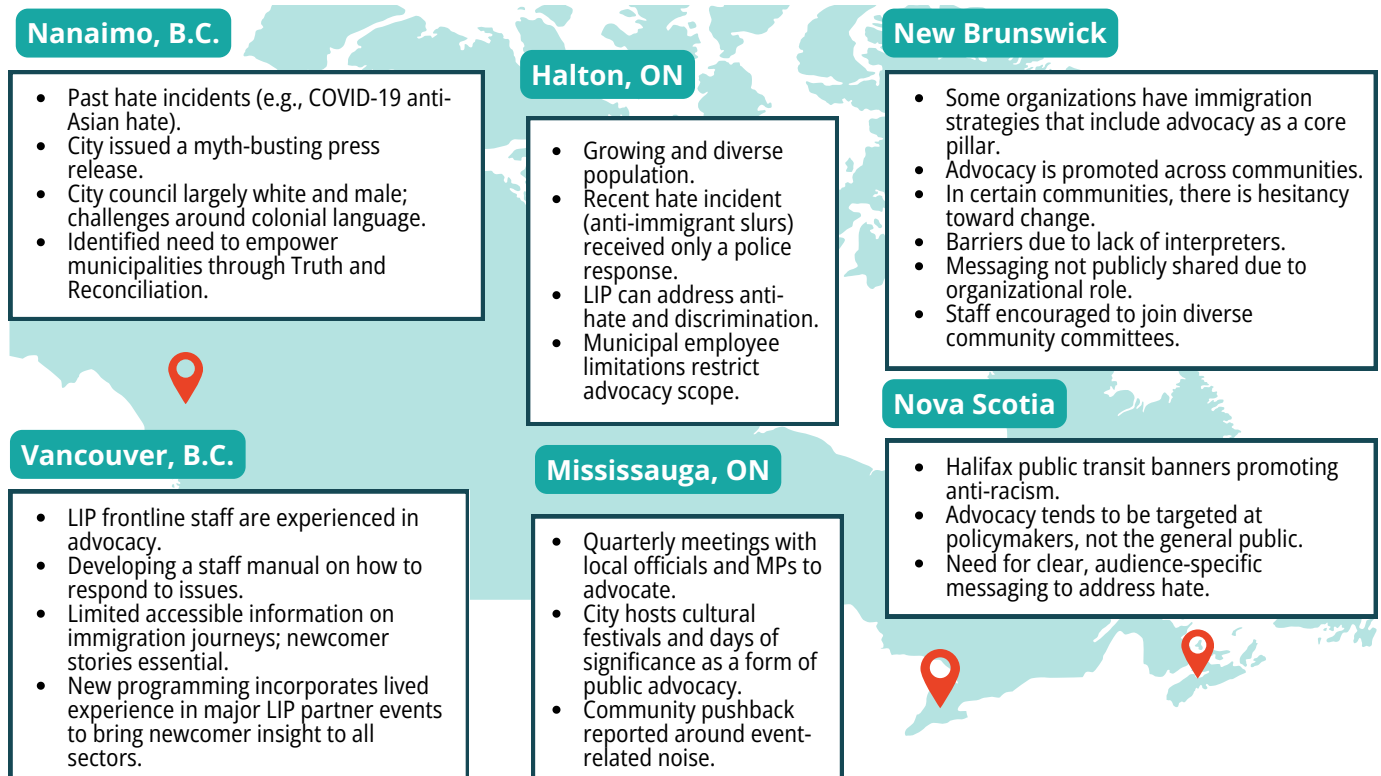 Nanaimo, B.C.
• Past hate incidents (e.g., COVID-19 anti-
Asian hate).
• City issued a myth-busting press
release.
• City council largely white and male;
challenges around colonial language.
• Identified need to empower
municipalities through Truth and
Reconciliation.
Vancouver, B.C.
• LIP frontline staff are experienced in
advocacy.
• Developing a staff manual on how to
respond to issues.
• Limited accessible information on
immigration journeys; newcomer
stories essential.
• New programming incorporates lived
experience in major LIP partner events
to bring newcomer insight to all
sectors.
Halton, ON
• Growing and diverse
population.
• Recent hate incident
(anti-immigrant slurs)
received only a police
response.
• LIP can address anti-
hate and discrimination.
• Municipal employee
limitations restrict
advocacy scope.
Mississauga, ON
• Quarterly meetings with
local officials and MPs to
advocate.
• City hosts cultural
festivals and days of
significance as a form of
public advocacy.
• Community pushback
reported around event-
related noise.
New Brunswick
• Some organizations have immigration
strategies that include advocacy as a core
pillar.
• Advocacy is promoted across communities.
• In certain communities, there is hesitancy
toward change.
• Barriers due to lack of interpreters.
• Messaging not publicly shared due to
organizational role.
• Staff encouraged to join diverse
community committees.
Nova Scotia
• Halifax public transit banners promoting
anti-racism.
• Advocacy tends to be targeted at
policymakers, not the general public.
• Need for clear, audience-specific
messaging to address hate.